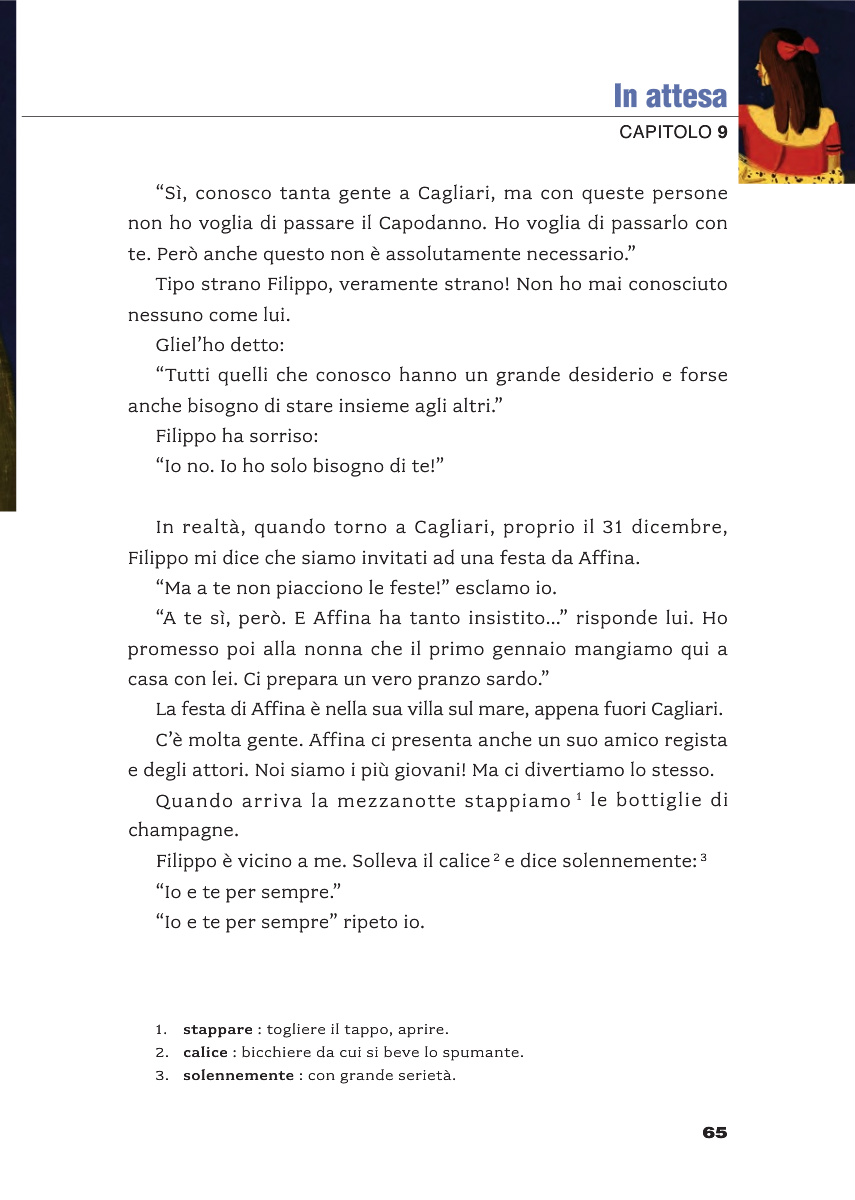 In attesa
CAPITOLO 9
“Sì, conosco tanta gente a Cagliari, ma con queste persone
non ho voglia di passare il Capodanno. Ho voglia di passarlo con
te. Però anche questo non è assolutamente necessario.”
Tipo strano Filippo, veramente strano! Non ho mai conosciuto
nessuno come lui.
Gliel’ho detto:
“Tutti quelli che conosco hanno un grande desiderio e forse
anche bisogno di stare insieme agli altri.”
Filippo ha sorriso:
“Io no. Io ho solo bisogno di te!”
In realtà, quando torno a Cagliari, proprio il 31 dicembre,
Filippo mi dice che siamo invitati ad una festa da Affina.
“Ma a te non piacciono le feste!” esclamo io.
“A te sì, però. E Affina ha tanto insistito...” risponde lui. Ho
promesso poi alla nonna che il primo gennaio mangiamo qui a
casa con lei. Ci prepara un vero pranzo sardo.”
La festa di Affina è nella sua villa sul mare, appena fuori Cagliari.
C’è molta gente. Affina ci presenta anche un suo amico regista
e degli attori. Noi siamo i più giovani! Ma ci divertiamo lo stesso.
Quando arriva la mezzanotte stappiamo ¹ le bottiglie di
champagne.
Filippo è vicino a me. Solleva il calice ² e dice solennemente: ³
“Io e te per sempre.”
“Io e te per sempre” ripeto io.
1. stappare : togliere il tappo, aprire.
2. calice : bicchiere da cui si beve lo spumante.
3. solennemente : con grande serietà.
65